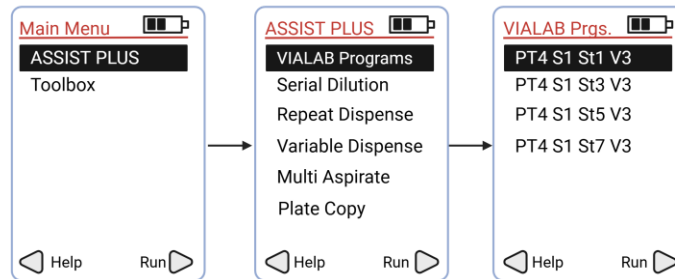 Main Menu
ASSIST PLUS
Toolbox
Help
Run
ASSIST PLUS
VIALAB Programs
Serial Dilution
Repeat Dispense
Variable Dispense
Multi Aspirate
Plate Copy
Help
Run
VIALAB Prgs.
PT4 S1 St1 V3
PT4 S1 St3 V3
PT4 S1 St5 V3
PT4 S1 St7 V3
Help
Run